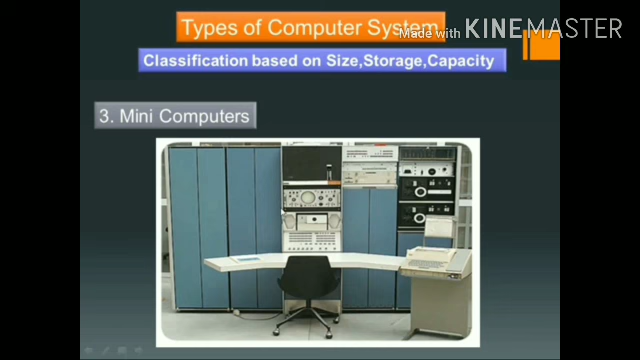 Types of Computer System
Made with KINEMASTER
Classification based on Size,Storage,Capacity
3. Mini Computers